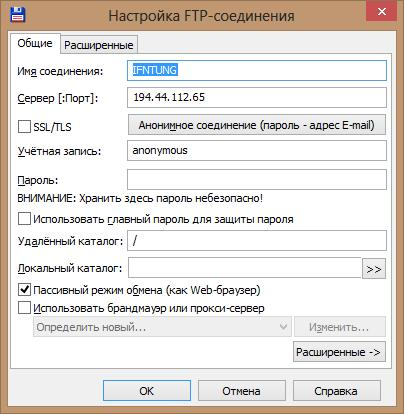 Настройка FTP-соединения
Общие Расширенные
Имя соединения: IFNTUNG
Сервер [:Порт]: 194.44.112.65
SSL/TLS Анонимное соединение (пароль - адрес E-mail)
Учётная запись: anonymous
Пароль:
ВНИМАНИЕ: Хранить здесь пароль небезопасно!
Использовать главный пароль для защиты пароля
Удалённый каталог: /
Локальный каталог: >>
Пассивный режим обмена (как Web-браузер)
Использовать брандмауэр или прокси-сервер
Определить новый... Изменить...
Расширенные ->
OK Отмена Справка